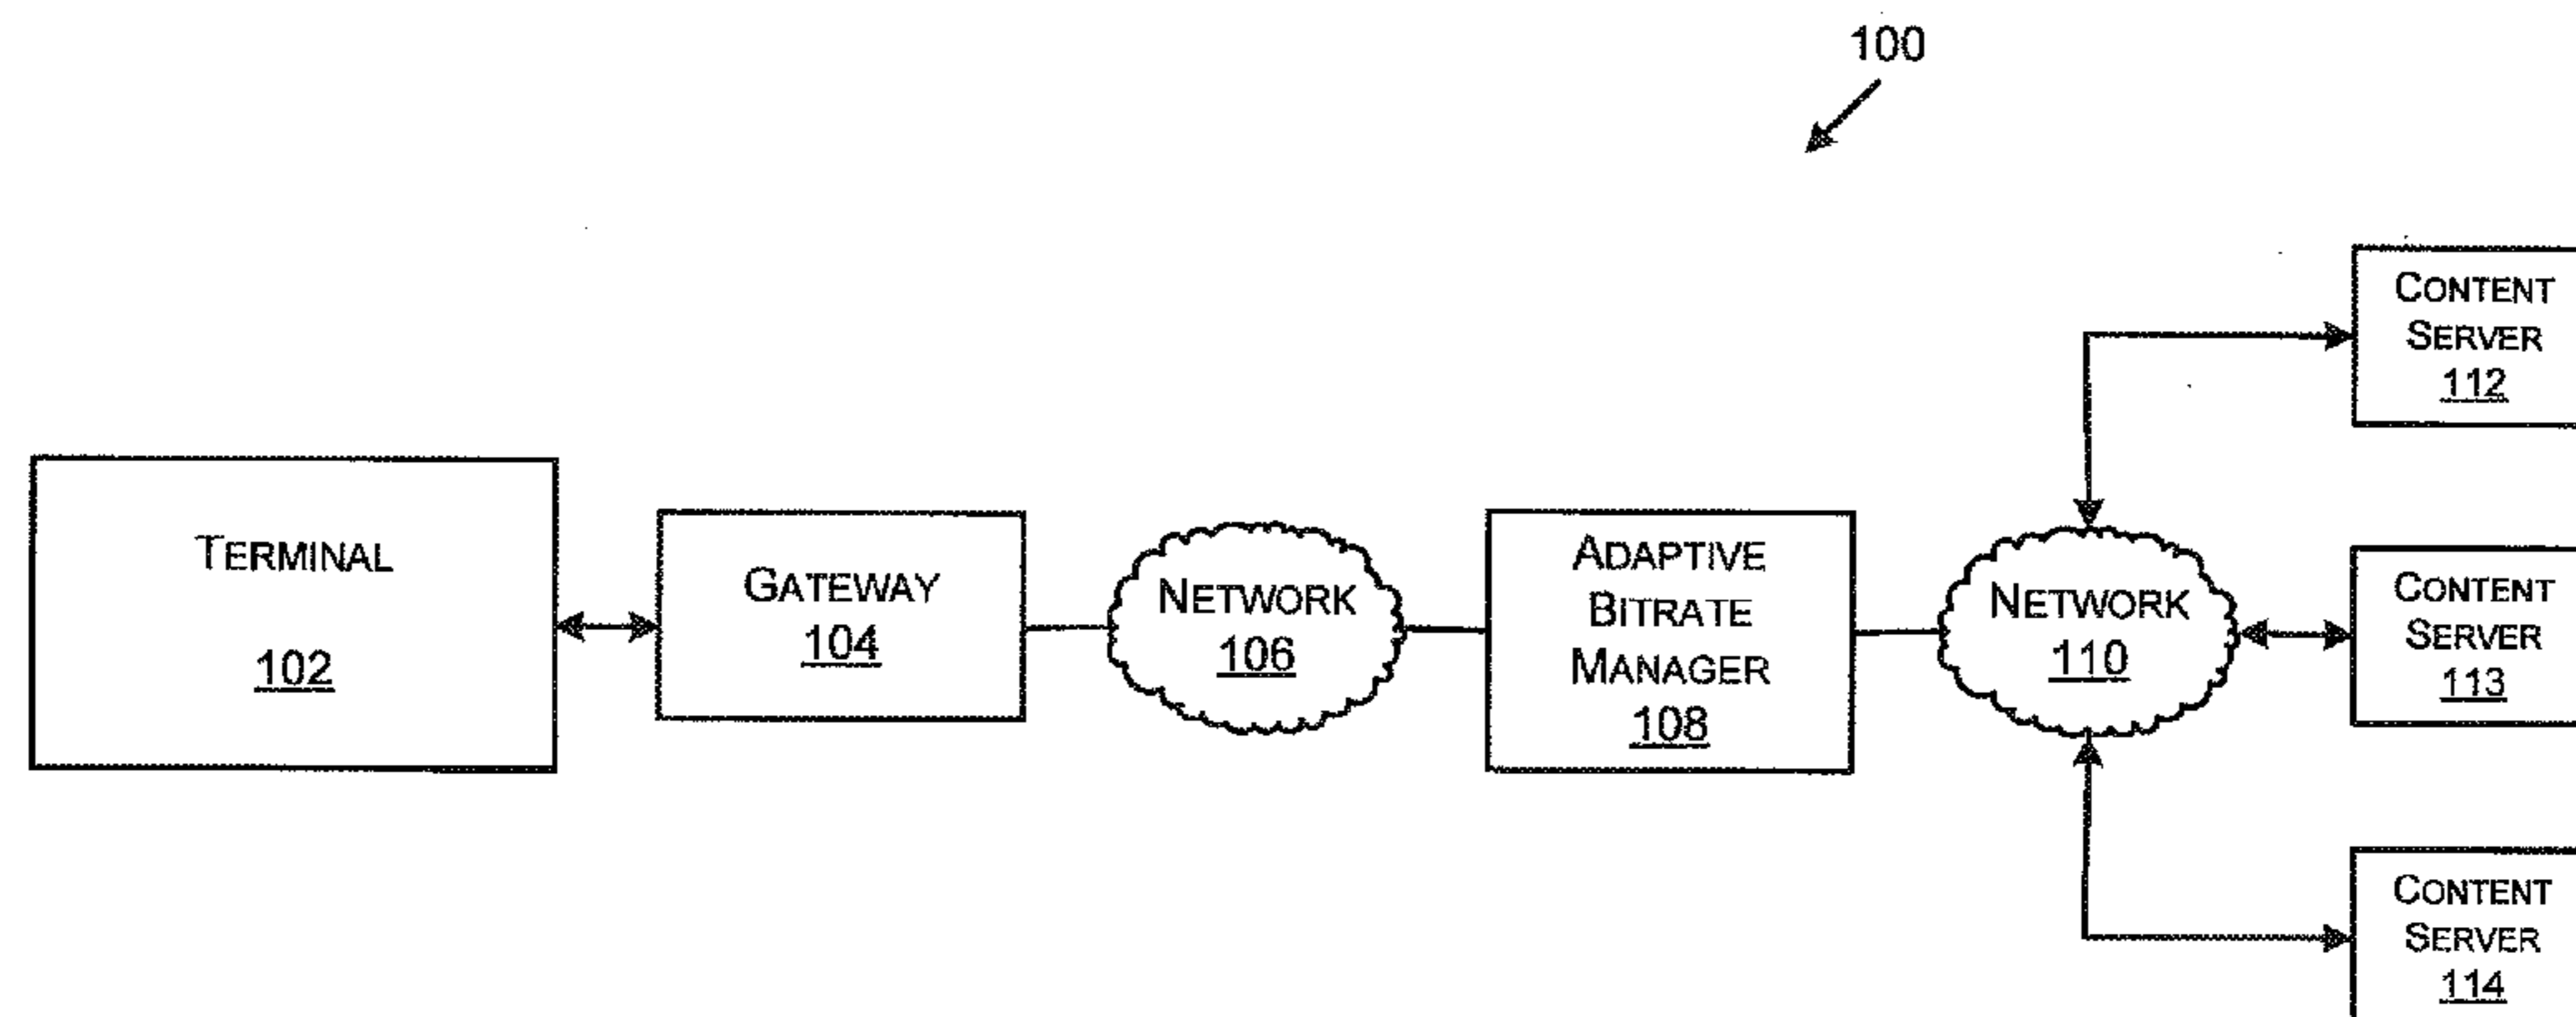 100
TERMINAL
102
GATEWAY
104
NETWORK
106
ADAPTIVE
BITRATE
MANAGER
108
NETWORK
110
CONTENT
SERVER
112
CONTENT
SERVER
113
CONTENT
SERVER
114